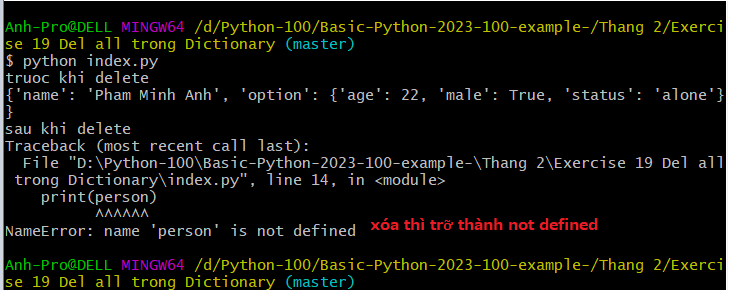 Anh-Pro@DELL MINGW64 /d/Python-100/Basic-Python-2023-100-example-/Thang 2/Exerci
se 19 Del all trong Dictionary (master)
$ python index.py
truoc khi delete
{'name': 'Pham Minh Anh', 'option': {'age': 22, 'male': True, 'status': 'alone'}
}
sau khi delete
Traceback (most recent call last):
  File "D:\Python-100\Basic-Python-2023-100-example-\Thang 2\Exercise 19 Del all
 trong Dictionary\index.py", line 14, in <module>
    print(person)
          ^^^^^^
NameError: name 'person' is not defined xóa thì trỡ thành not defined
Anh-Pro@DELL MINGW64 /d/Python-100/Basic-Python-2023-100-example-/Thang 2/Exerci
se 19 Del all trong Dictionary (master)